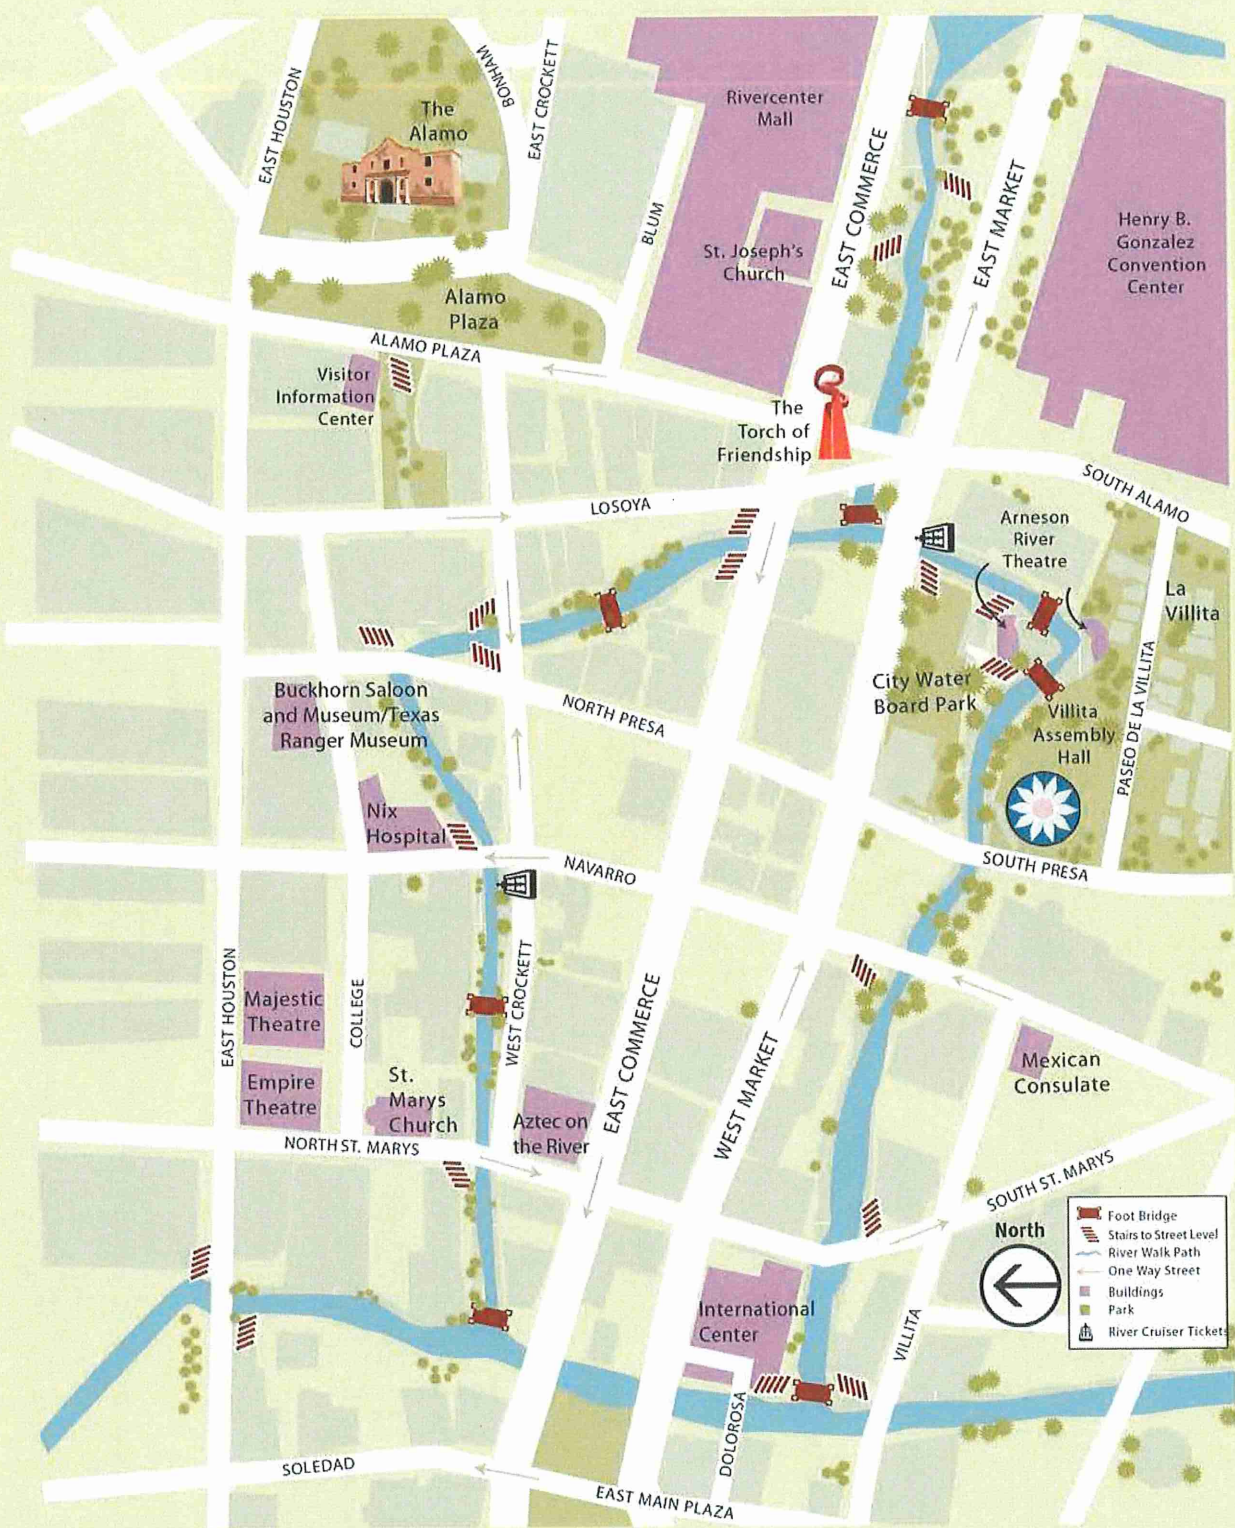 EAST HOUSTON
The
Alamo
BONHAM
EAST CROCKETT
BLUM
Rivercenter
Mall
St. Joseph's
Church
EAST COMMERCE
EAST MARKET
Henry B.
Gonzalez
Convention
Center
Alamo
Plaza
ALAMO PLAZA
Visitor
Information
Center
The
Torch of
Friendship
LOSOYA
SOUTH ALAMO
Arneson
River
Theatre
La
Villita
PASEO DE LA VILLITA
City Water
Board Park
Villita
Assembly
Hall
Buckhorn Saloon
and Museum/Texas
Ranger Museum
NORTH PRESA
Nix
Hospital
NAVARRO
SOUTH PRESA
EAST HOUSTON
Majestic
Theatre
Empire
Theatre
COLLEGE
St.
Marys
Church
WEST CROCKETT
Aztec on
the River
EAST COMMERCE
WEST MARKET
Mexican
Consulate
NORTH ST. MARYS
SOUTH ST. MARYS
International
Center
VILLITA
DOLOROSA
SOLEDAD
EAST MAIN PLAZA
North
Foot Bridge
Stairs to Street Level
River Walk Path
One Way Street
Buildings
Park
River Cruiser Tickets